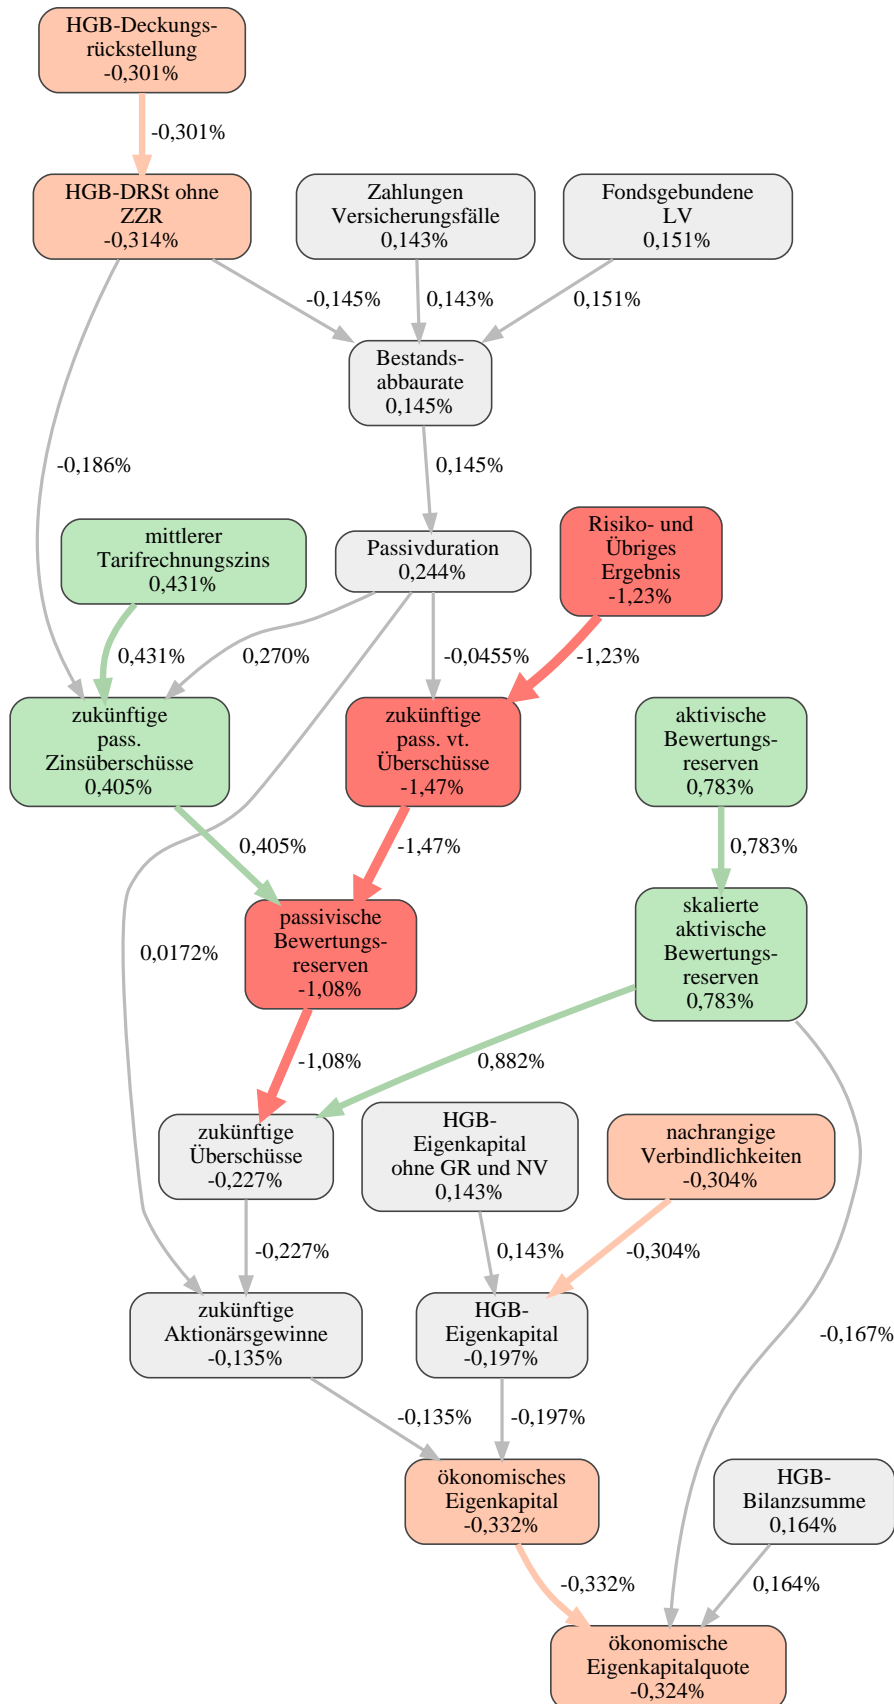 HGB-Deckungs-
rückstellung
-0,301%
-0,301%
HGB-DRSt ohne
ZZR
-0,314%
Zahlungen
Versicherungsfälle
0,143%
Fondsgebundene
LV
0,151%
-0,145%
0,143%
0,151%
Bestands-
abbaurate
0,145%
-0,186%
0,145%
mittlerer
Tarifrechnungszins
0,431%
Passivduration
0,244%
Risiko- und
Übriges
Ergebnis
-1,23%
0,431%
0,270%
-0,0455%
-1,23%
zukünftige
pass.
Zinsüberschüsse
0,405%
zukünftige
pass. vt.
Überschüsse
-1,47%
aktivische
Bewertungs-
reserven
0,783%
0,405%
-1,47%
0,783%
0,0172%
passivische
Bewertungs-
reserven
-1,08%
skalierte
aktivische
Bewertungs-
reserven
0,783%
-1,08%
0,882%
zukünftige
Überschüsse
-0,227%
HGB-
Eigenkapital
ohne GR und NV
0,143%
nachrangige
Verbindlichkeiten
-0,304%
-0,227%
0,143%
-0,304%
zukünftige
Aktionärsgewinne
-0,135%
HGB-
Eigenkapital
-0,197%
-0,167%
-0,135%
-0,197%
ökonomisches
Eigenkapital
-0,332%
HGB-
Bilanzsumme
0,164%
-0,332%
0,164%
ökonomische
Eigenkapitalquote
-0,324%